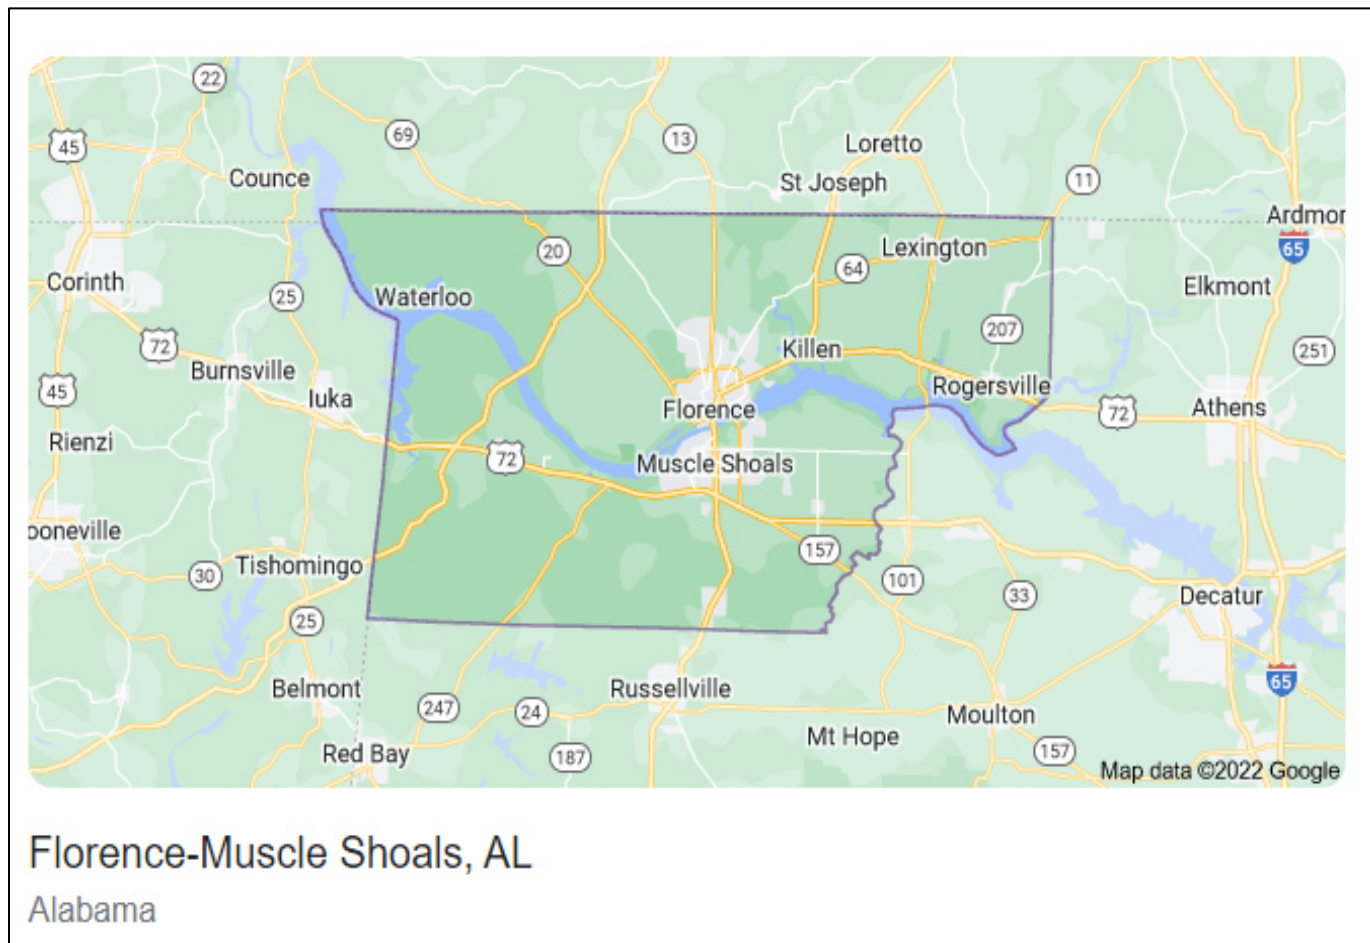 22
45
69
13
Loretto
Counce
St Joseph
11
Ardmor
65
20
Lexington
64
Corinth
25
Waterloo
Elkmont
207
72
Killen
251
Burnsville
45
Iuka
Rogersville
Florence
72
Athens
Rienzi
72
Muscle Shoals
ooneville
157
Tishomingo
30
101
33
Decatur
25
Belmont
Russellville
65
247
24
Moulton
Red Bay
187
Mt Hope
157
Map data ©2022 Google
Florence-Muscle Shoals, AL
Alabama